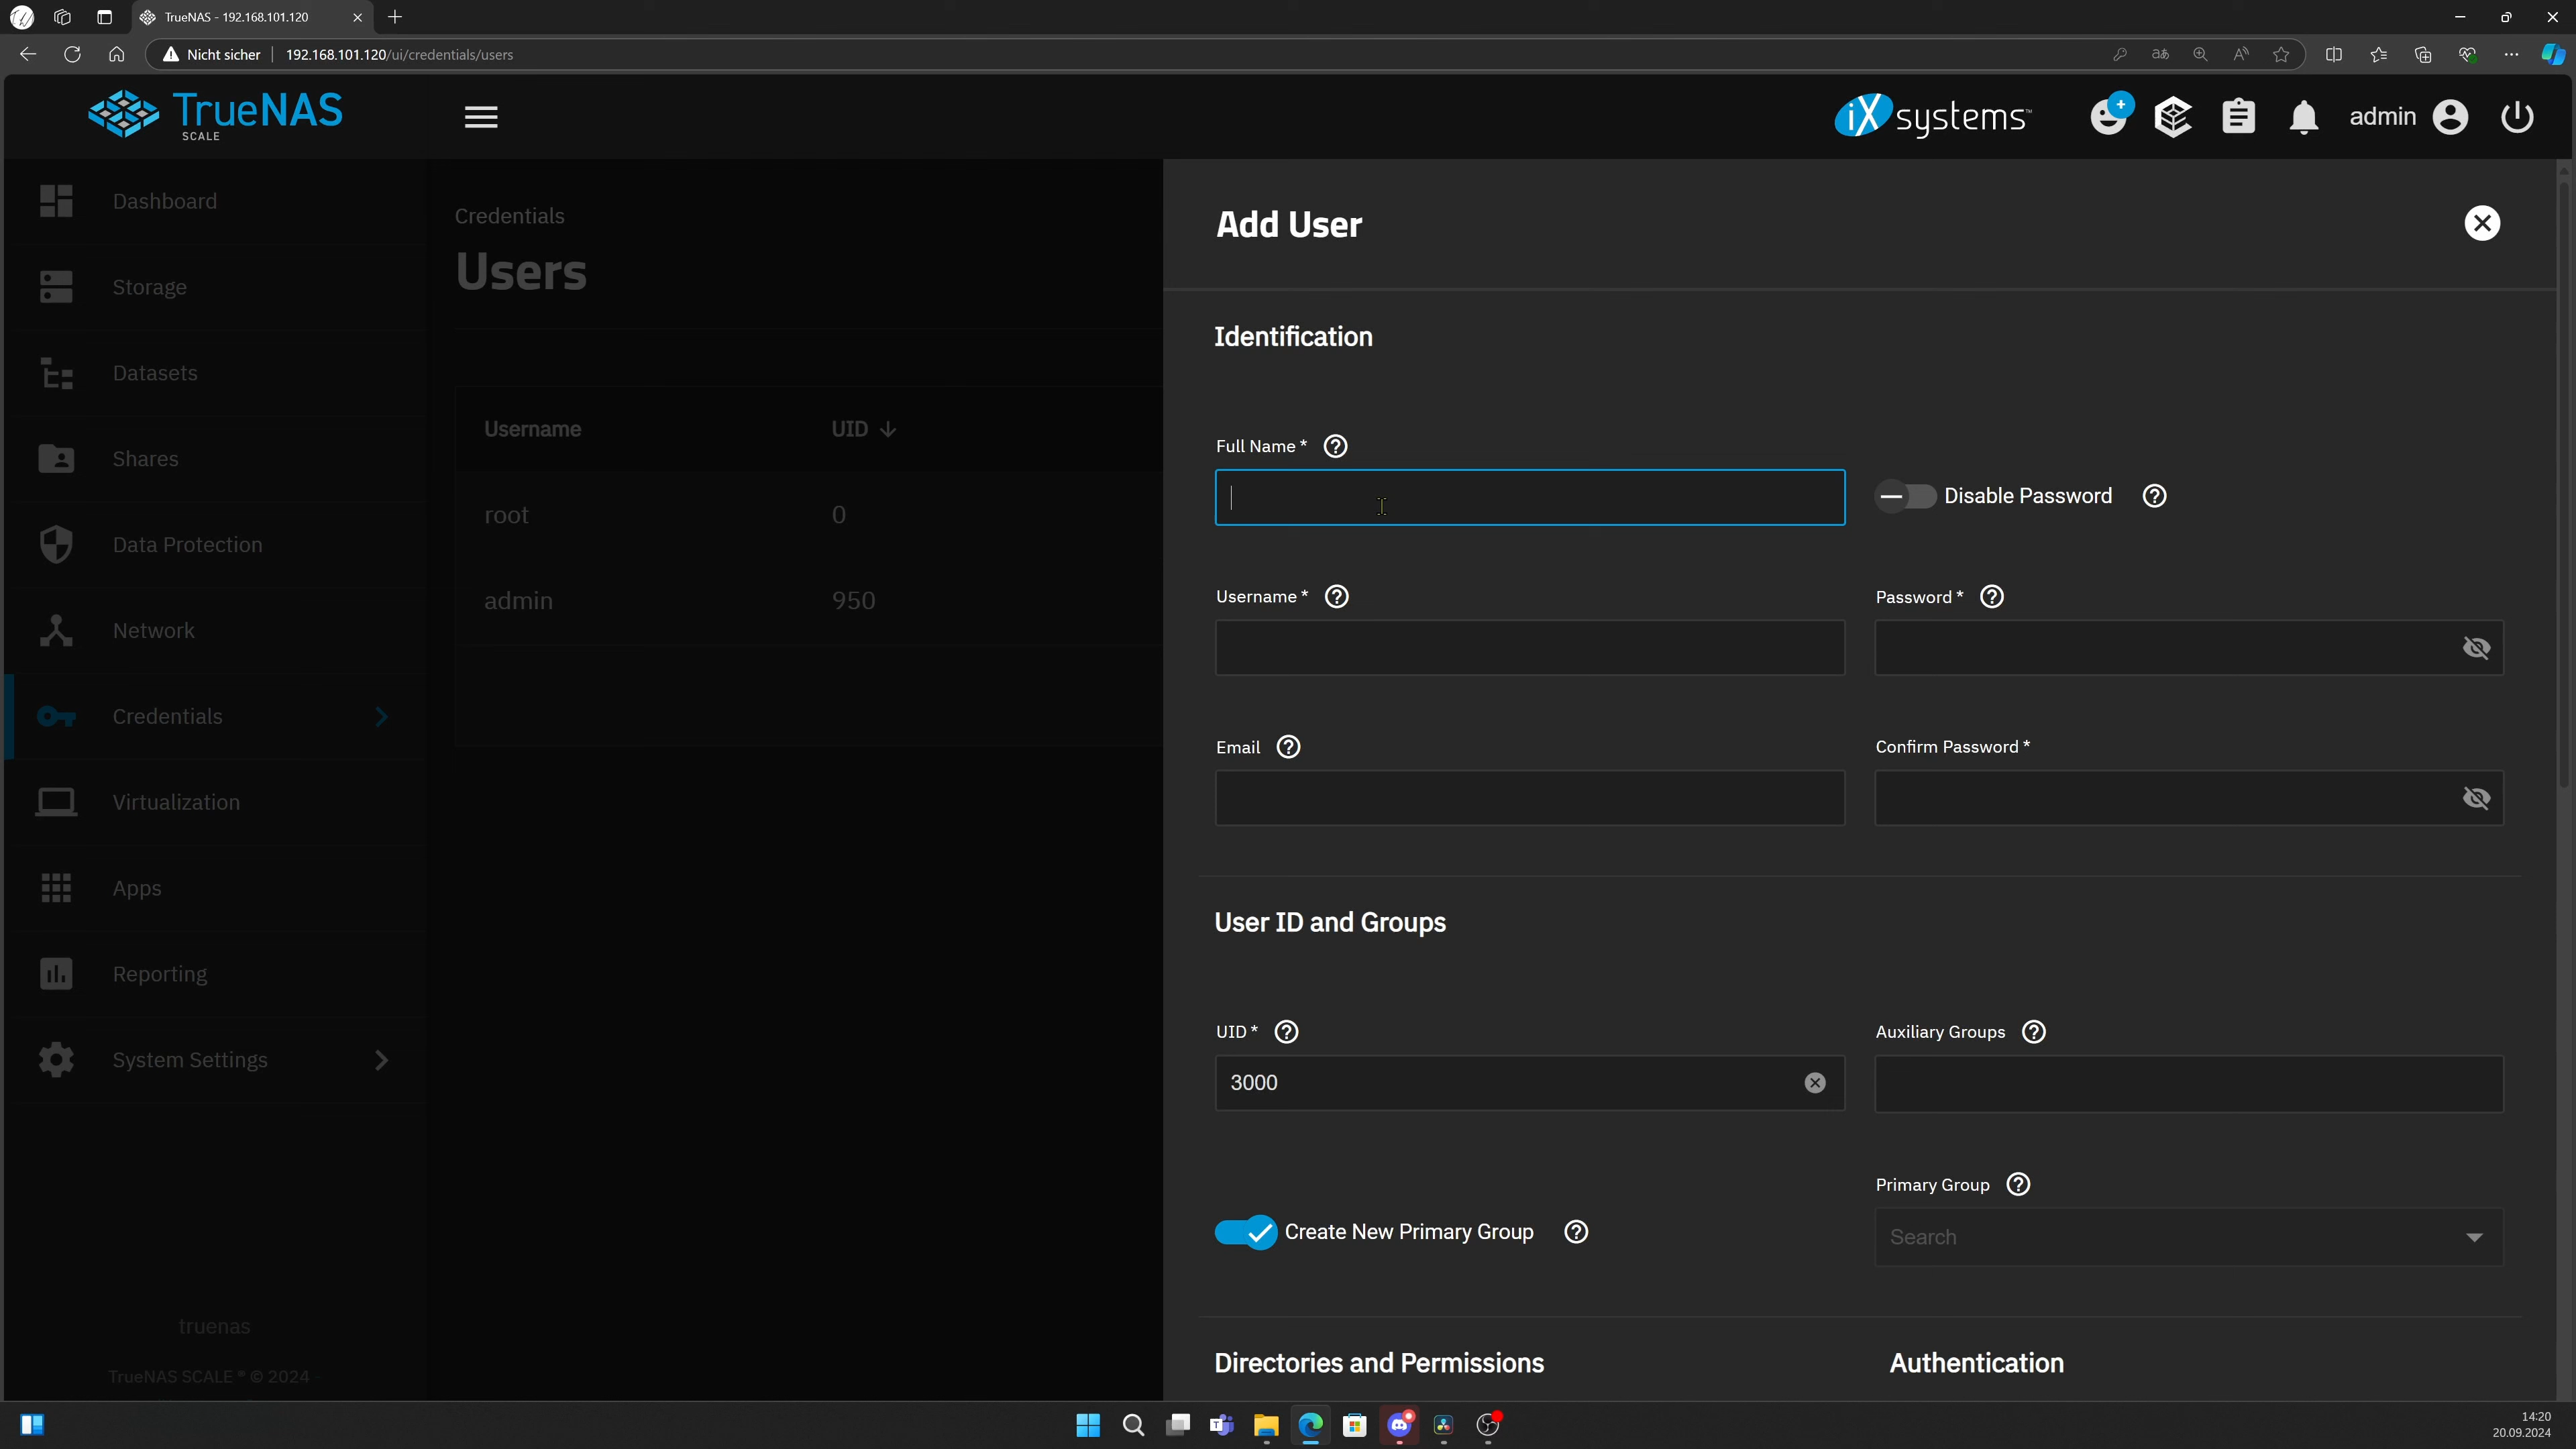 TrueNAS - 192.168.101.120
Nicht sicher 192.168.101.120/ui/credentials/users
TrueNAS
SCALE
iX systems™
admin
Dashboard
Storage
Datasets
Shares
Data Protection
Network
Credentials
Virtualization
Apps
Reporting
System Settings
truenas
TrueNAS SCALE ® © 2024 -
Credentials
Users
Username UID
root 0
admin 950
Add User
Identification
Full Name *
Disable Password
Username *
Password *
Email
Confirm Password *
User ID and Groups
UID *
3000
Auxiliary Groups
Create New Primary Group
Primary Group
Search
Directories and Permissions
Authentication
14:20
20.09.2024